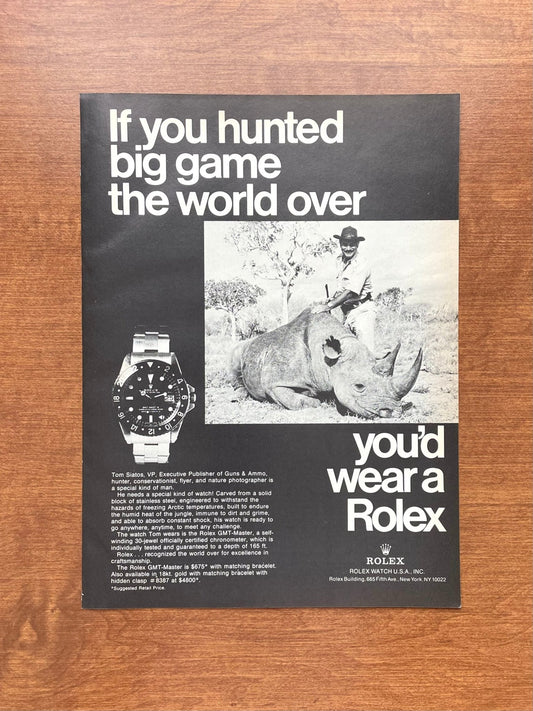 If you hunted
big game
the world over
you'd
wear a
Rolex
Tom Siatos, VP, Executive Publisher of Guns & Ammo,
hunter, conservationist, flyer, and nature photographer is
a special kind of man.
He needs a special kind of watch! Carved from a solid
block of stainless steel, engineered to withstand the
hazards of freezing Arctic temperatures, built to endure
the humid heat of the jungle, immune to dirt and grime,
and able to absorb constant shock, his watch is ready to
go anywhere, anytime, to meet any challenge.
The watch Tom wears is the Rolex GMT-Master, a self-
winding 30-jewel officially certified chronometer, which is
individually tested and guaranteed to a depth of 165 ft.
Rolex . . . recognized the world over for excellence in
craftsmanship.
The Rolex GMT-Master is $675* with matching bracelet.
Also available in 18kt. gold with matching bracelet with
hidden clasp #8387 at $4800*.
*Suggested Retail Price.
ROLEX
ROLEX WATCH U.S.A., INC.
Rolex Building, 665 Fifth Ave., New York, NY 10022